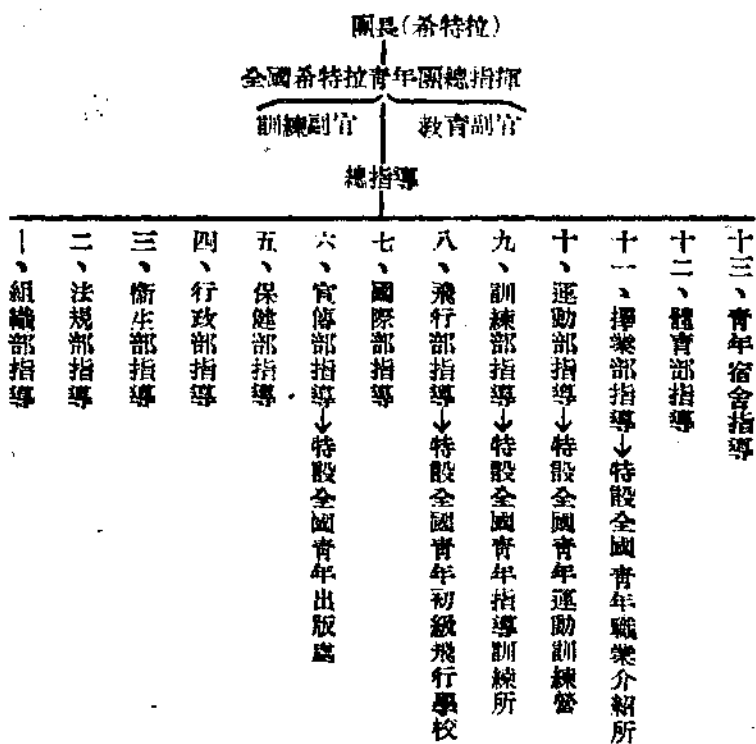 團長(希特拉)
全國希特拉青年團總指揮
訓練副官
教育副官
總指導
一、組織部指導
二、法規部指導
三、衞生部指導
四、行政部指導
五、保健部指導
六、宣傳部指導→特設全國青年出版處
七、國際部指導
八、飛行部指導→特設全國青年初級飛行學校
九、訓練部指導→特設全國青年指導訓練所
十、運動部指導→特設全國青年運動訓練營
十一、擇業部指導→特設全國青年職業介紹所
十二、體育部指導
十三、青年宿舍指導